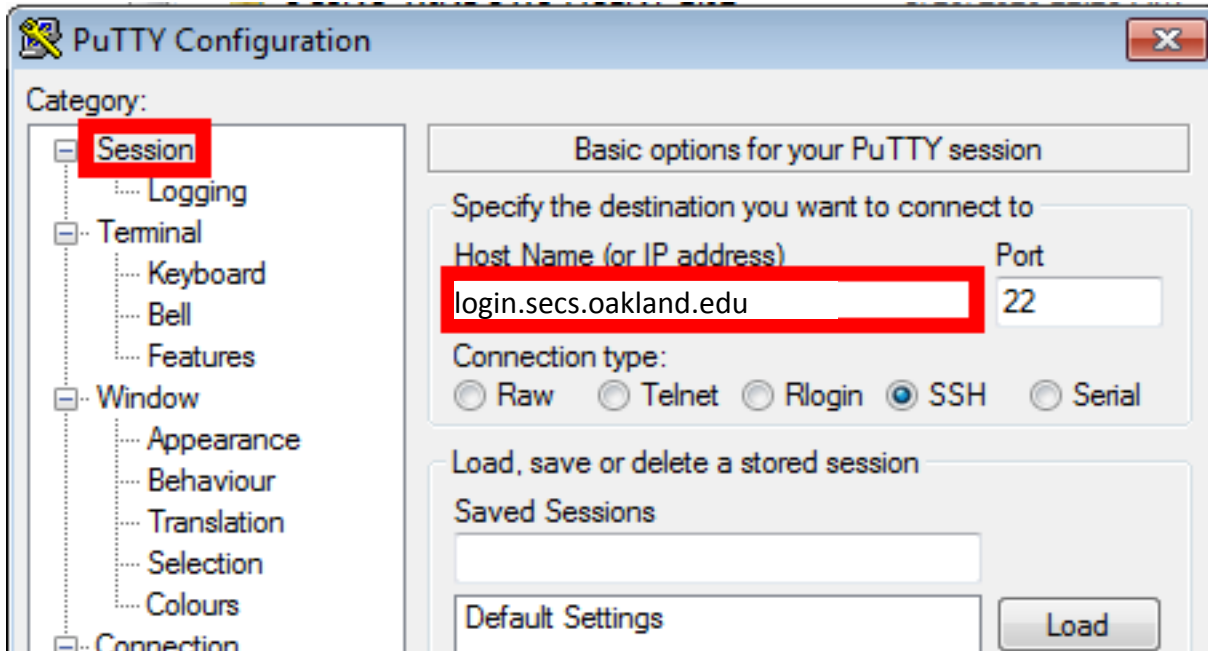 PuTTY Configuration
Category:
Session
Logging
Terminal
Keyboard
Bell
Features
Window
Appearance
Behaviour
Translation
Selection
Colours
Connection
Basic options for your PuTTY session
Specify the destination you want to connect to
Host Name (or IP address) Port
login.secs.oakland.edu 22
Connection type:
Raw Telnet Rlogin SSH Serial
Load, save or delete a stored session
Saved Sessions
Default Settings
Load